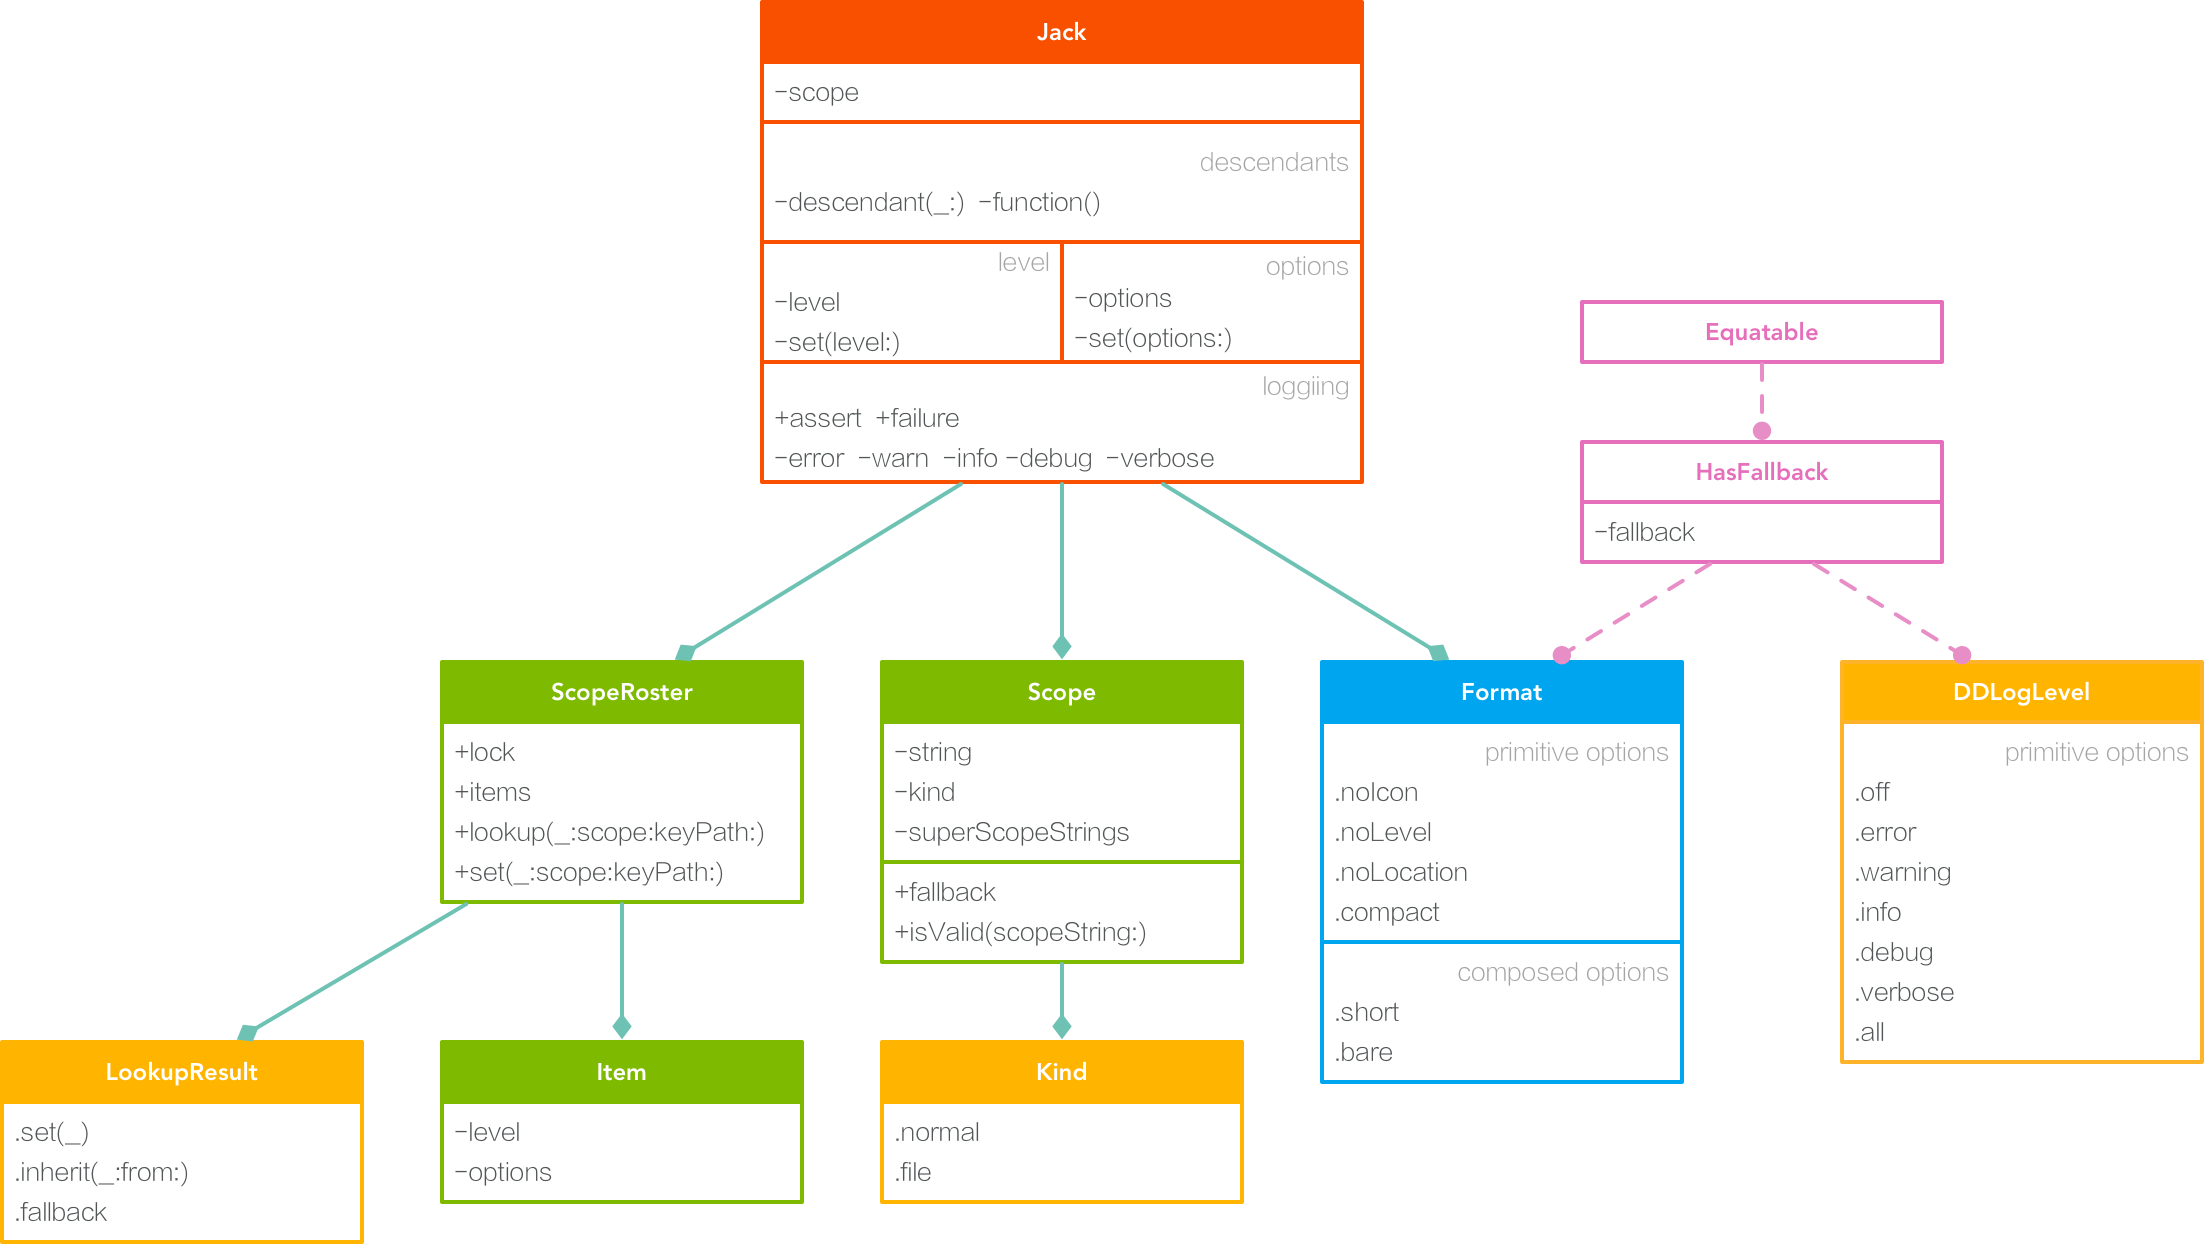 Jack
-scope
descendants
-descendant(_:) -function()
level
-level
-set(level:)
options
-options
-set(options:)
loggiing
+assert +failure
-error -warn -info -debug -verbose
Equatable
HasFallback
-fallback
ScopeRoster
+lock
+items
+lookup(_:scope:keyPath:)
+set(_:scope:keyPath:)
Scope
-string
-kind
-superScopeStrings
+fallback
+isValid(scopeString:)
Format
primitive options
.noIcon
.noLevel
.noLocation
.compact
composed options
.short
.bare
DDLogLevel
primitive options
.off
.error
.warning
.info
.debug
.verbose
.all
LookupResult
.set(_)
.inherit(_:from:)
.fallback
Item
-level
-options
Kind
.normal
.file